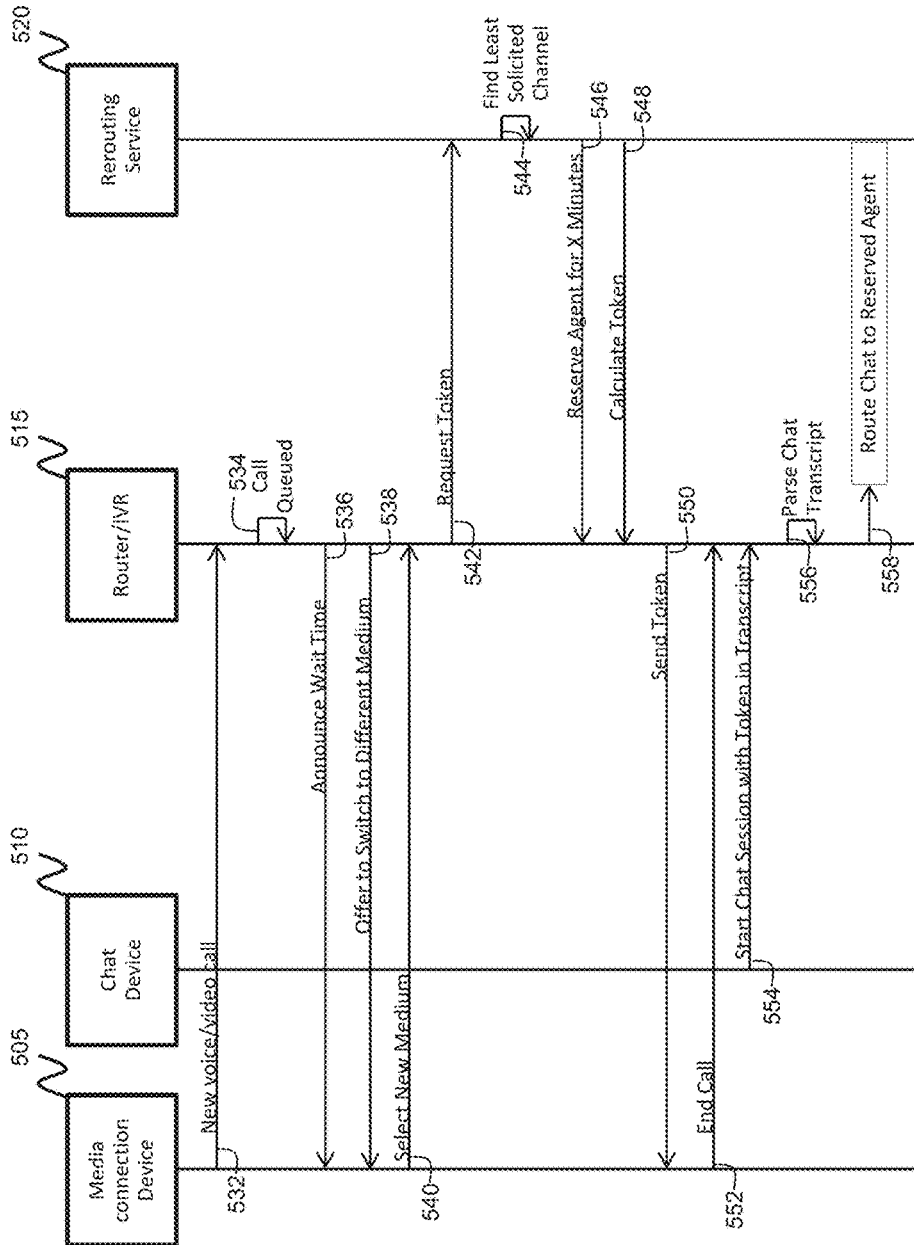 505
Media
connection
Device
510
Chat
Device
515
Router/IVR
520
Rerouting
Service
New voice/video call
532
534
Call
Queued
Announce Wait Time
536
Offer to Switch to Different Medium
538
Select New Medium
540
Request Token
542
Find Least
Solicited
Channel
544
Reserve Agent for X Minutes
546
Calculate Token
548
Send Token
550
End Call
552
Start Chat Session with Token in Transcript
554
Parse Chat
Transcript
556
Route Chat to Reserved Agent
558